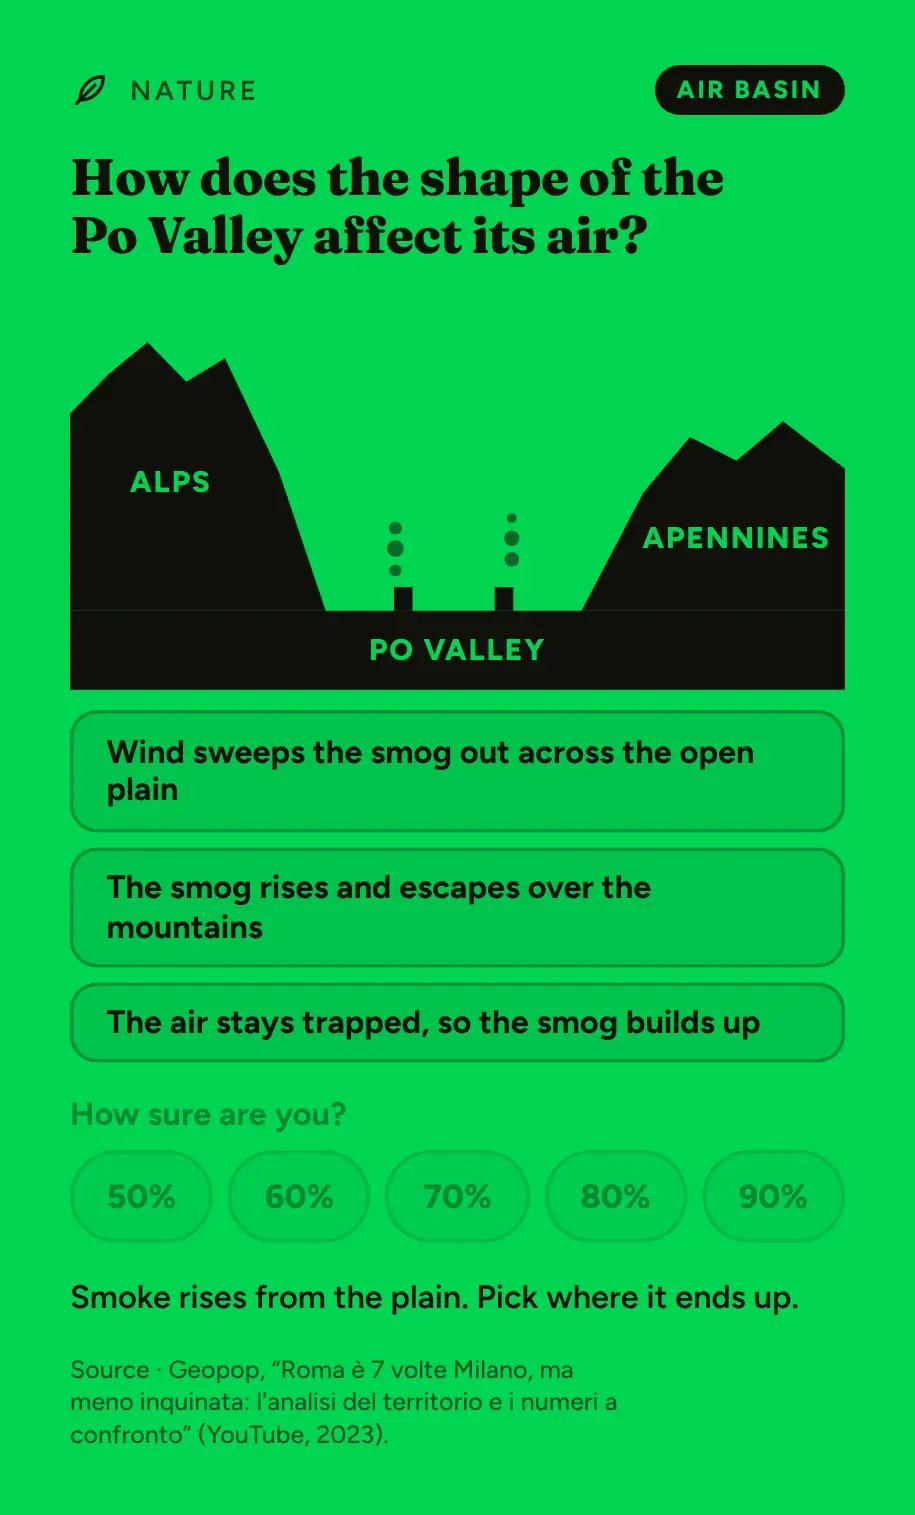 NATURE
AIR BASIN
How does the shape of the
Po Valley affect its air?
ALPS
APENNINES
PO VALLEY
Wind sweeps the smog out across the open
plain
The smog rises and escapes over the
mountains
The air stays trapped, so the smog builds up
How sure are you?
50%
60%
70%
80%
90%
Smoke rises from the plain. Pick where it ends up.
Source · Geopop, “Roma è 7 volte Milano, ma
meno inquinata: l'analisi del territorio e i numeri a
confronto” (YouTube, 2023).